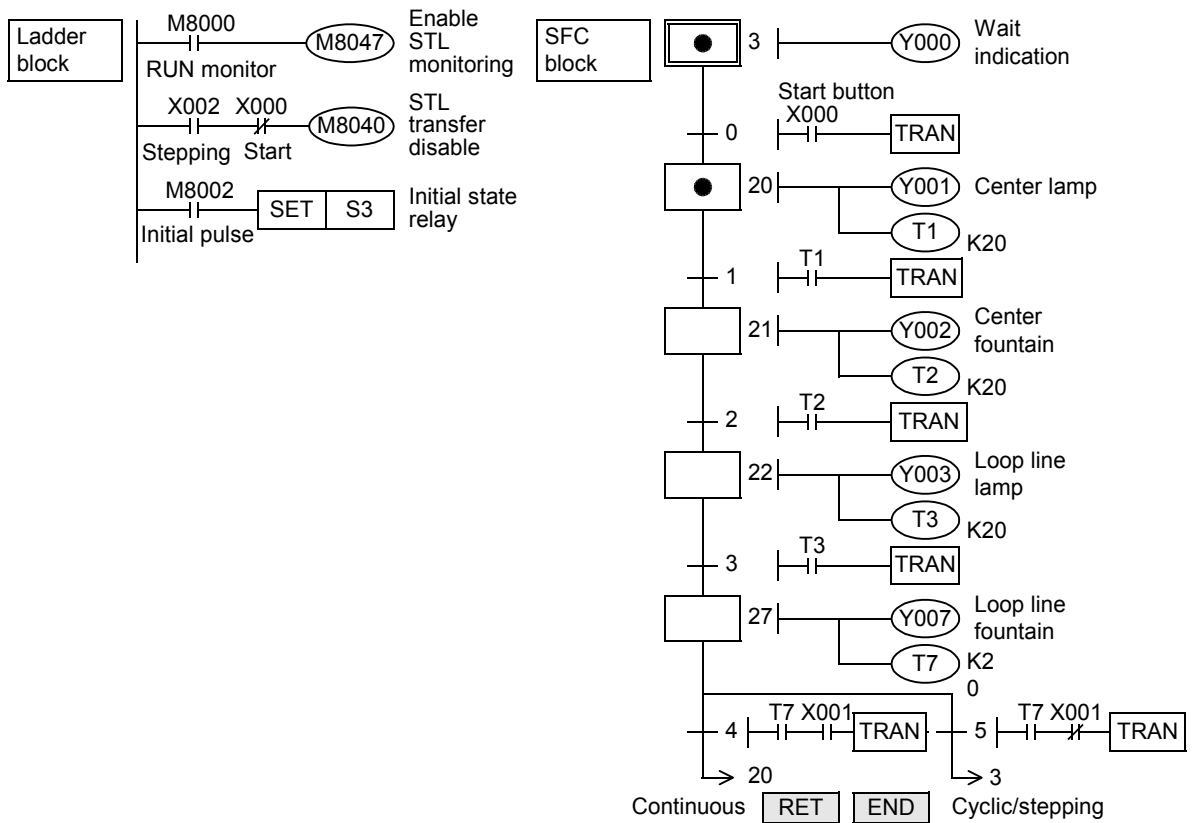 Ladder
block
M8000
RUN monitor
M8047
Enable
STL
monitoring
X002 X000
Stepping Start
M8040
STL
transfer
disable
M8002
Initial pulse
SET S3
Initial state
relay
SFC
block
3
Y000
Wait
indication
0
Start button
X000
TRAN
20
Y001
Center lamp
T1
K20
1
T1
TRAN
21
Y002
Center
fountain
T2
K20
2
T2
TRAN
22
Y003
Loop line
lamp
T3
K20
3
T3
TRAN
27
Y007
Loop line
fountain
T7
K2
0
4
T7 X001
TRAN
5
T7 X001
TRAN
20
3
Continuous RET END Cyclic/stepping